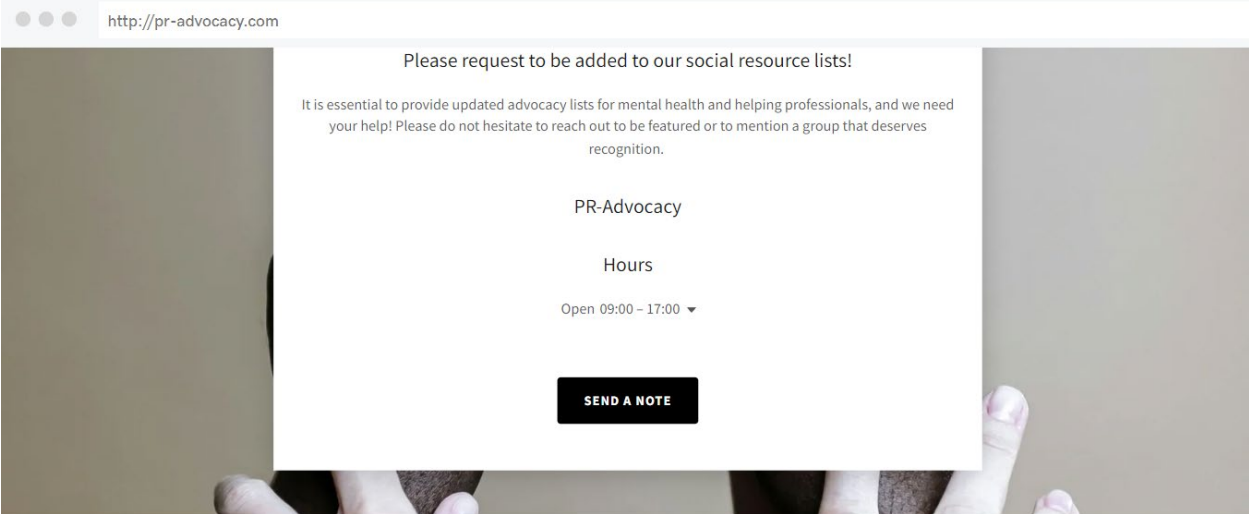 http://pr-advocacy.com
Please request to be added to our social resource lists!
It is essential to provide updated advocacy lists for mental health and helping professionals, and we need
your help! Please do not hesitate to reach out to be featured or to mention a group that deserves
recognition.
PR-Advocacy
Hours
Open 09:00 – 17:00
SEND A NOTE